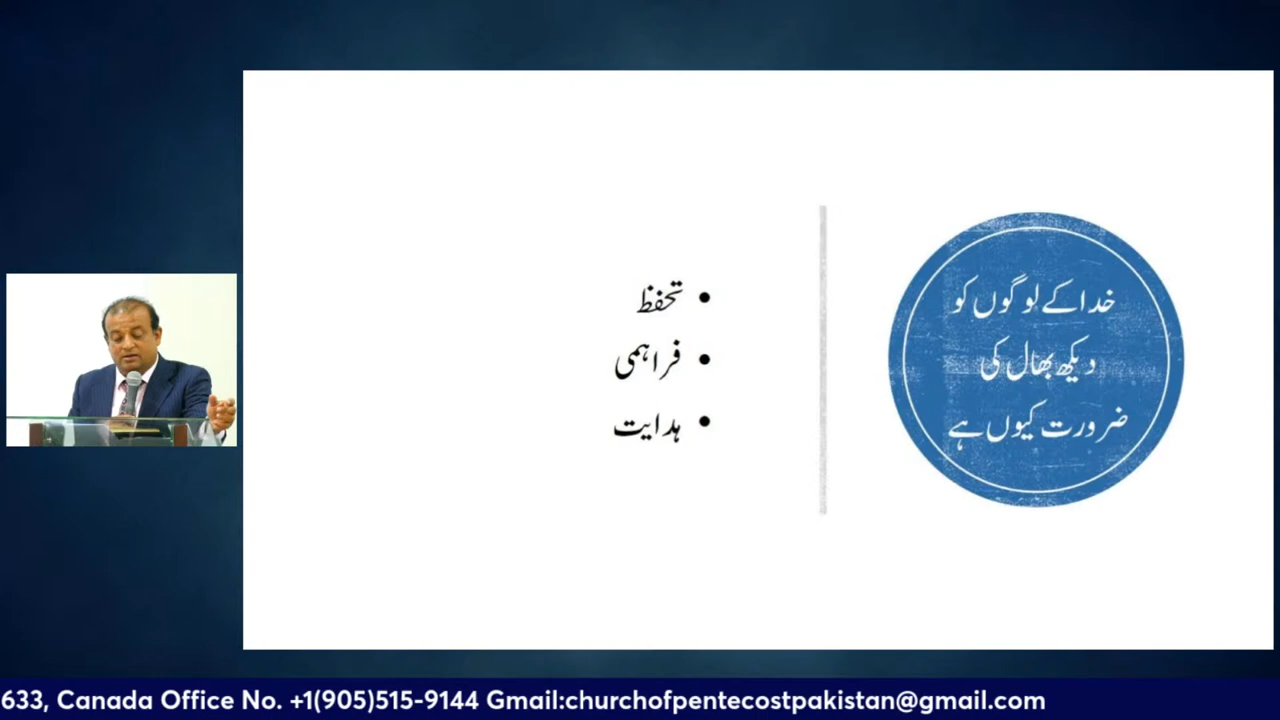 خدا کے لوگوں کو
دیکھ بھال کی
ضرورت کیوں ہے
• تحفظ
• فراہمی
• ہدایت
633, Canada Office No. +1(905)515-9144 Gmail:churchofpentecostpakistan@gmail.com